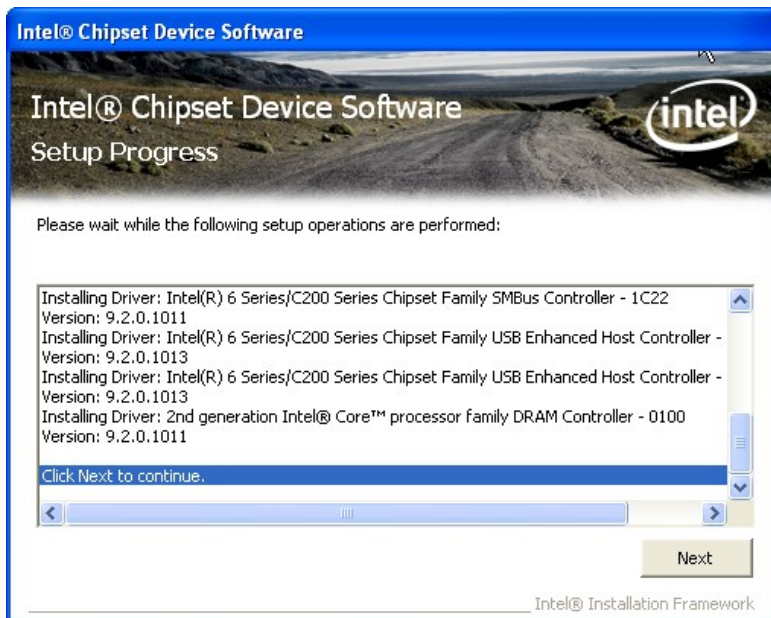 Intel® Chipset Device Software
Intel® Chipset Device Software
Setup Progress
intel
Please wait while the following setup operations are performed:
Installing Driver: Intel(R) 6 Series/C200 Series Chipset Family SMBus Controller - 1C22
Version: 9.2.0.1011
Installing Driver: Intel(R) 6 Series/C200 Series Chipset Family USB Enhanced Host Controller -
Version: 9.2.0.1013
Installing Driver: Intel(R) 6 Series/C200 Series Chipset Family USB Enhanced Host Controller -
Version: 9.2.0.1013
Installing Driver: 2nd generation Intel® Core™ processor family DRAM Controller - 0100
Version: 9.2.0.1011
Click Next to continue.
Next
Intel® Installation Framework